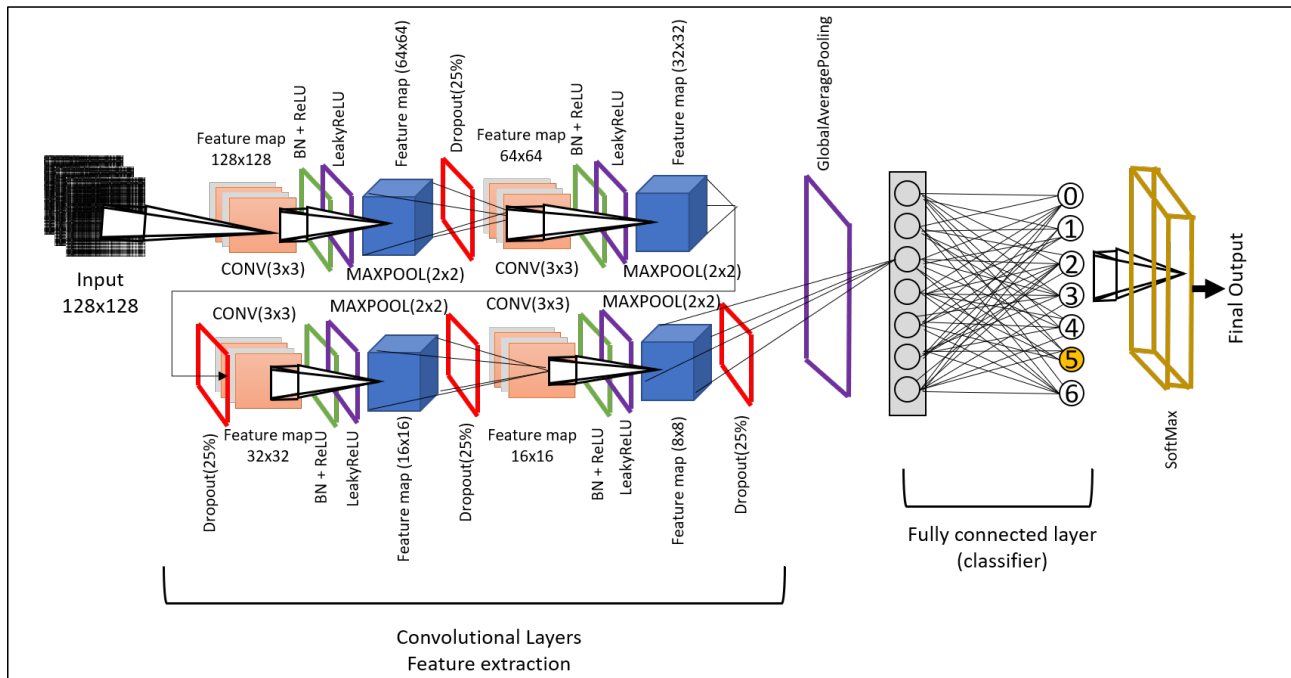 Input
128x128
Feature map
128x128
CONV(3x3)
BN + ReLU
LeakyReLU
Feature map (64x64)
MAXPOOL(2x2)
Dropout(25%)
Feature map
64x64
CONV(3x3)
BN + ReLU
LeakyReLU
Feature map (32x32)
MAXPOOL(2x2)
Dropout(25%)
CONV(3x3)
Feature map
32x32
BN + ReLU
LeakyReLU
MAXPOOL(2x2)
Feature map (16x16)
Dropout(25%)
CONV(3x3)
Feature map
16x16
BN + ReLU
LeakyReLU
MAXPOOL(2x2)
Feature map (8x8)
Dropout(25%)
GlobalAveragePooling
0
1
2
3
4
5
6
SoftMax
Final Output
Fully connected layer
(classifier)
Convolutional Layers
Feature extraction